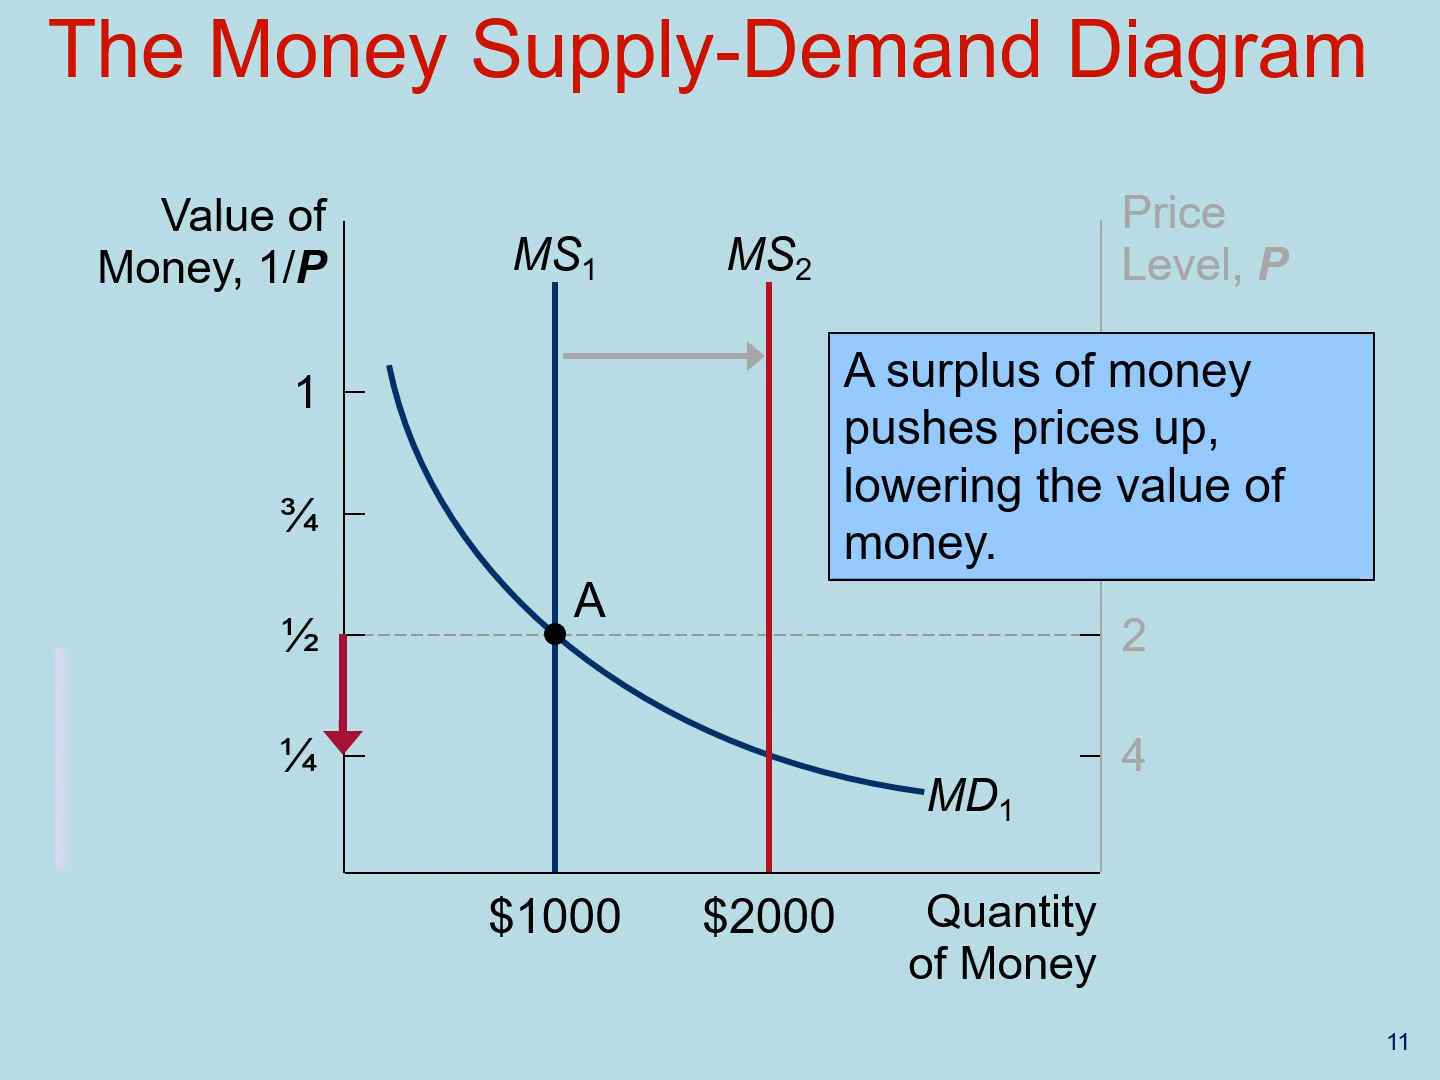 The Money Supply-Demand Diagram
Value of
Money, 1/P
MS1
MS2
Price
Level, P
A surplus of money
pushes prices up,
lowering the value of
money.
1
¾
A
½
2
¼
4
MD1
$1000
$2000
Quantity
of Money
11